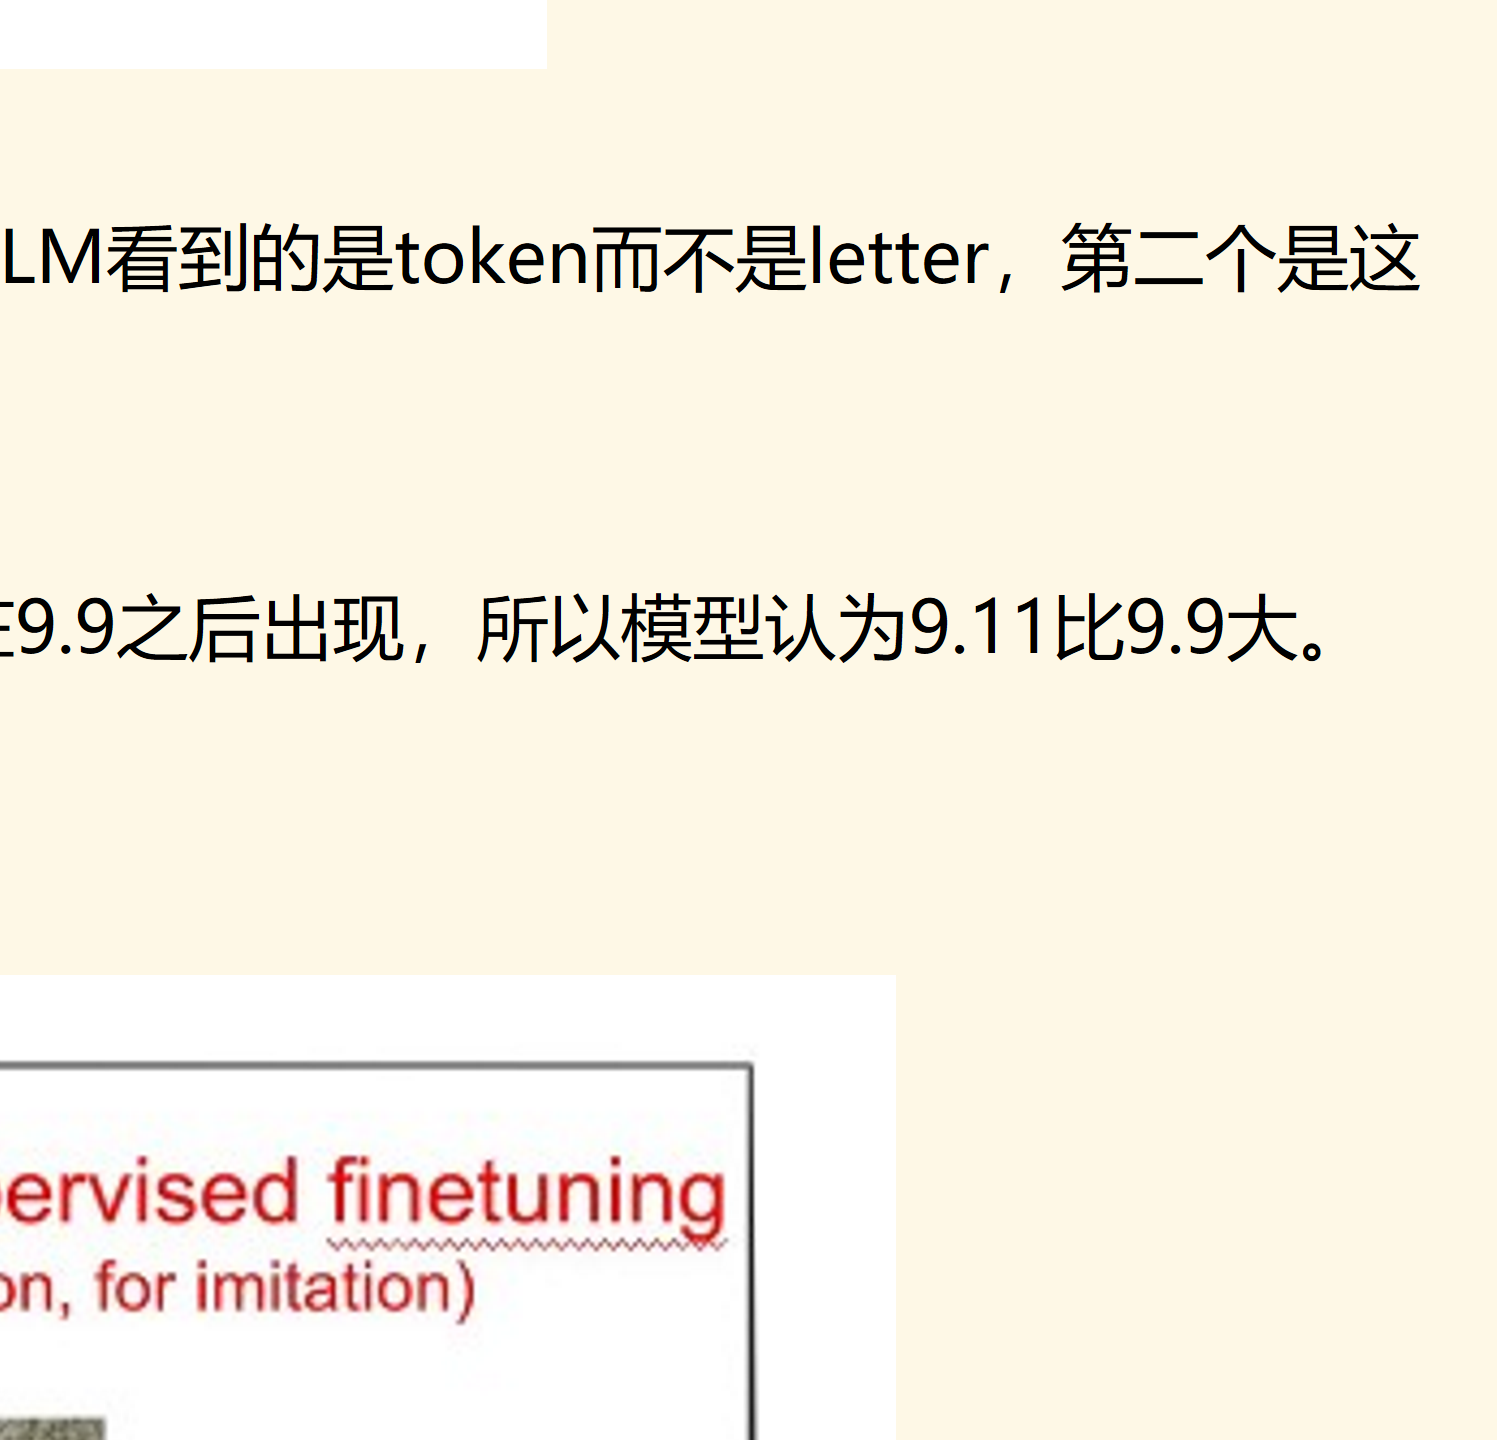 LM看到的是token而不是letter，第二个是这
9.9之后出现，所以模型认为9.11比9.9大。
ervised finetuning
on, for imitation)